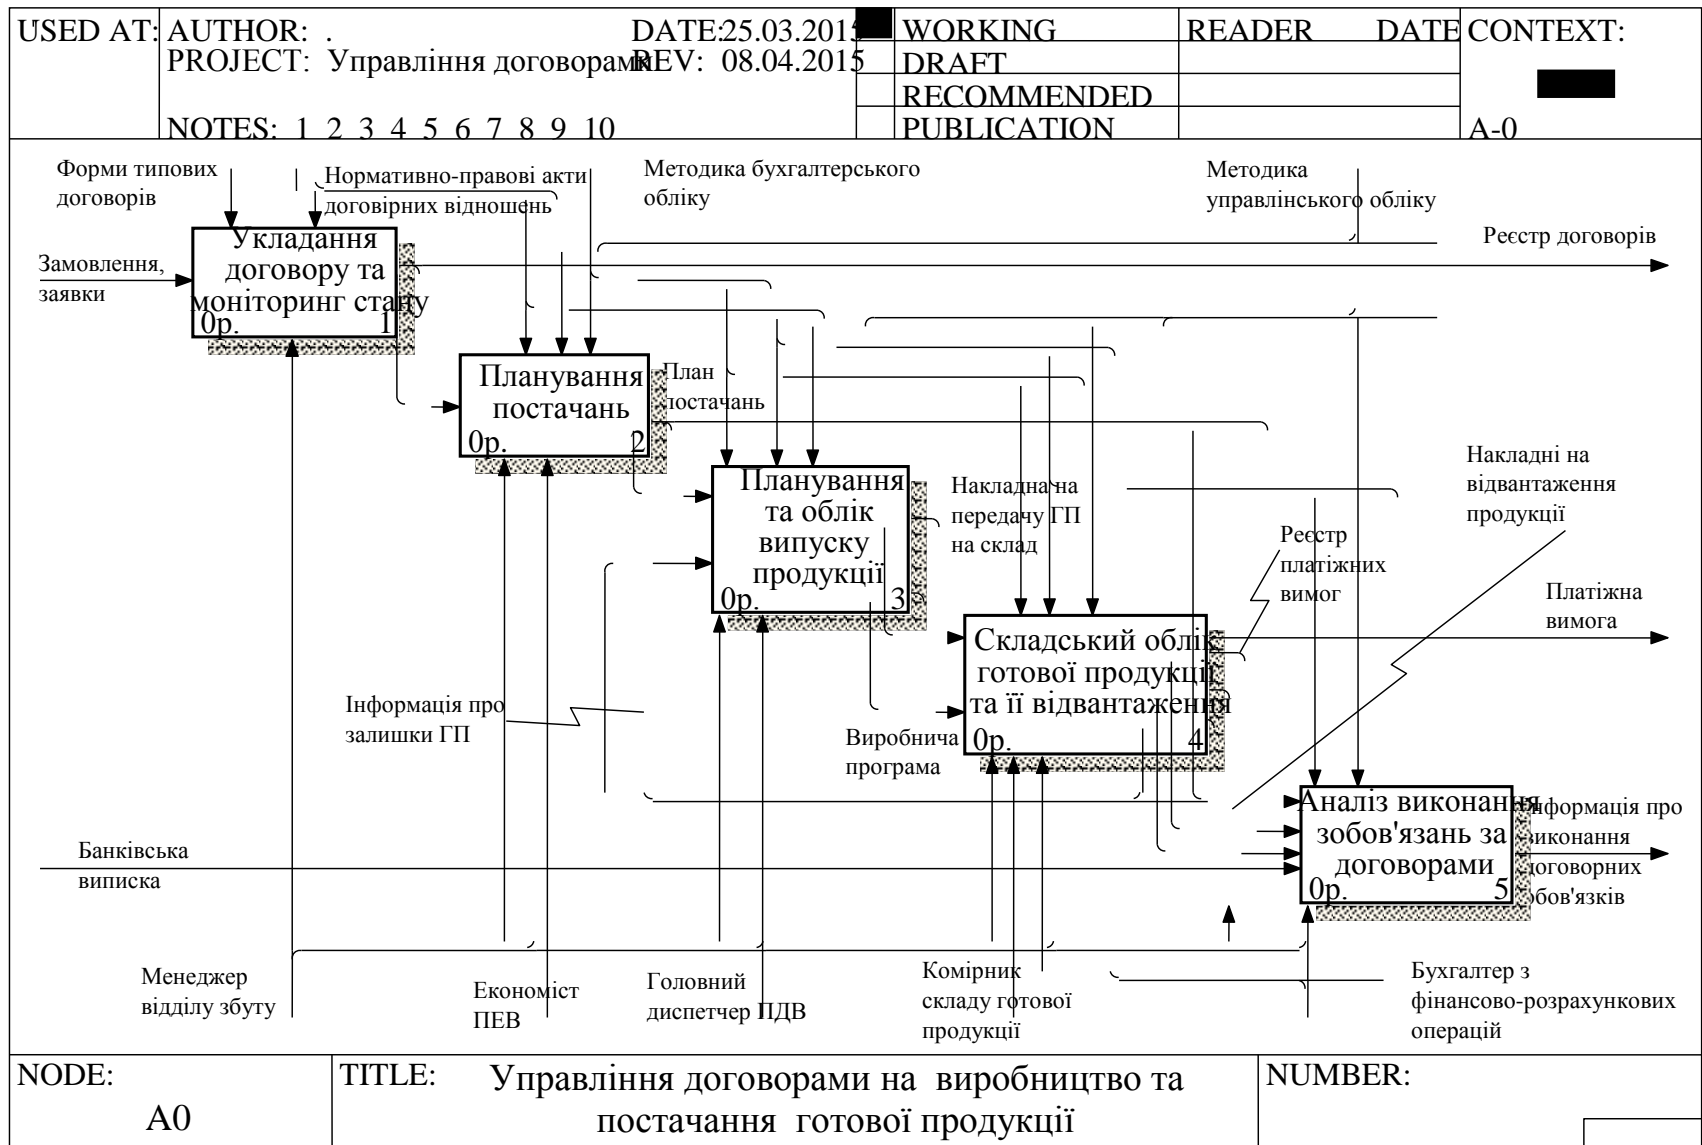 USED AT:
AUTHOR: .
DATE:25.03.2015
PROJECT: Управління договорами
REV: 08.04.2015
NOTES: 1 2 3 4 5 6 7 8 9 10
WORKING
DRAFT
RECOMMENDED
PUBLICATION
READER
DATE
CONTEXT:
A-0
Форми типових
договорів
Нормативно-правові акти
договірних відношень
Методика бухгалтерського
обліку
Методика
управлінського обліку
Реєстр договорів
Замовлення,
заявки
Укладання
договору та
моніторинг стану
0р. 1
Планування
постачань
0р. 2
План
постачань
Планування
та облік
випуску
продукції
0р. 3
Накладна на
передачу ГП
на склад
Накладні на
відвантаження
продукції
Реєстр
платіжних
вимог
Платіжна
вимога
Складський облік
готової продукції
та її відвантаження
0р. 4
Інформація про
залишки ГП
Виробнича
програма
Аналіз виконання
зобов'язань за
договорами
0р. 5
Інформація про
виконання
договорних
зобов'язків
Банківська
виписка
Менеджер
відділу збуту
Економіст
ПЕВ
Головний
диспетчер ПДВ
Комірник
складу готової
продукції
Бухгалтер з
фінансово-розрахункових
операцій
NODE:
A0
TITLE:
Управління договорами на виробництво та
постачання готової продукції
NUMBER: